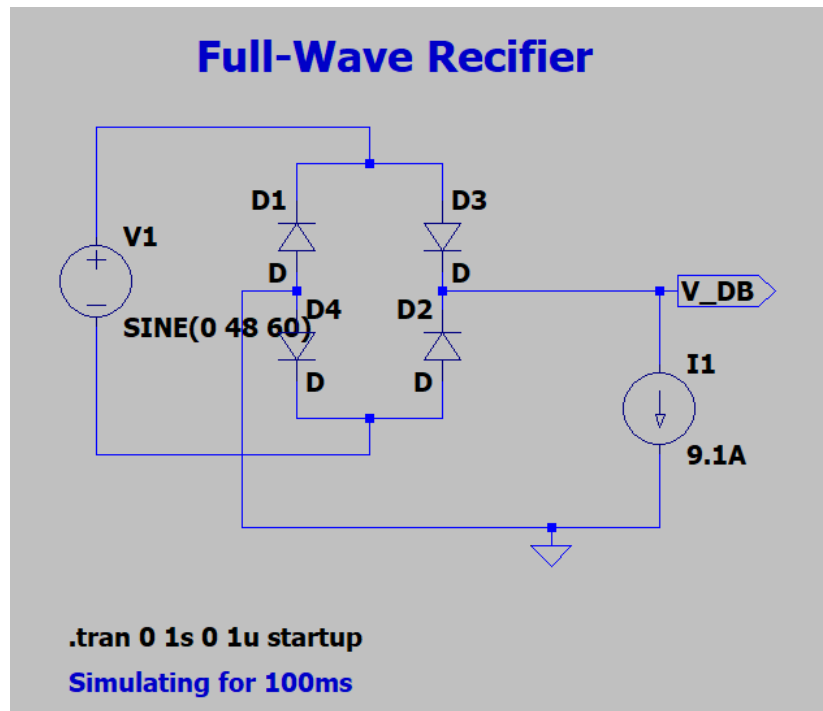 Full-Wave Recifier
D1
D3
V1
D
D
V_DB
D4
D2
SINE(0 48 60)
I1
D
D
9.1A
.tran 0 1s 0 1u startup
Simulating for 100ms